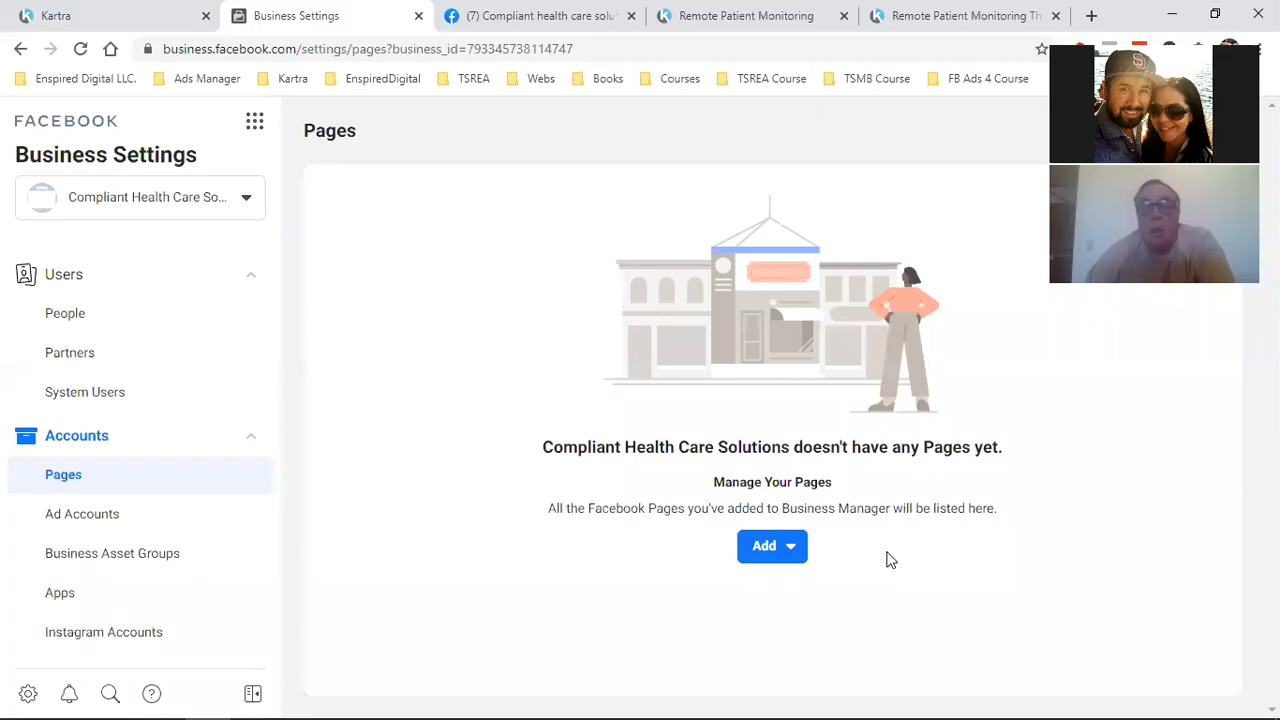 Kartra
Business Settings
(7) Compliant health care solu
Remote Patient Monitoring
Remote Patient Monitoring Th
business.facebook.com/settings/pages?business_id=793345738114747
Enspired Digital LLC.
Ads Manager
Kartra
EnspiredDigital
TSREA
Webs
Books
Courses
TSREA Course
TSMB Course
FB Ads 4 Course
FACEBOOK
Business Settings
Compliant Health Care So...
Users
People
Partners
System Users
Accounts
Pages
Ad Accounts
Business Asset Groups
Apps
Instagram Accounts
Pages
Compliant Health Care Solutions doesn't have any Pages yet.
Manage Your Pages
All the Facebook Pages you've added to Business Manager will be listed here.
Add
S